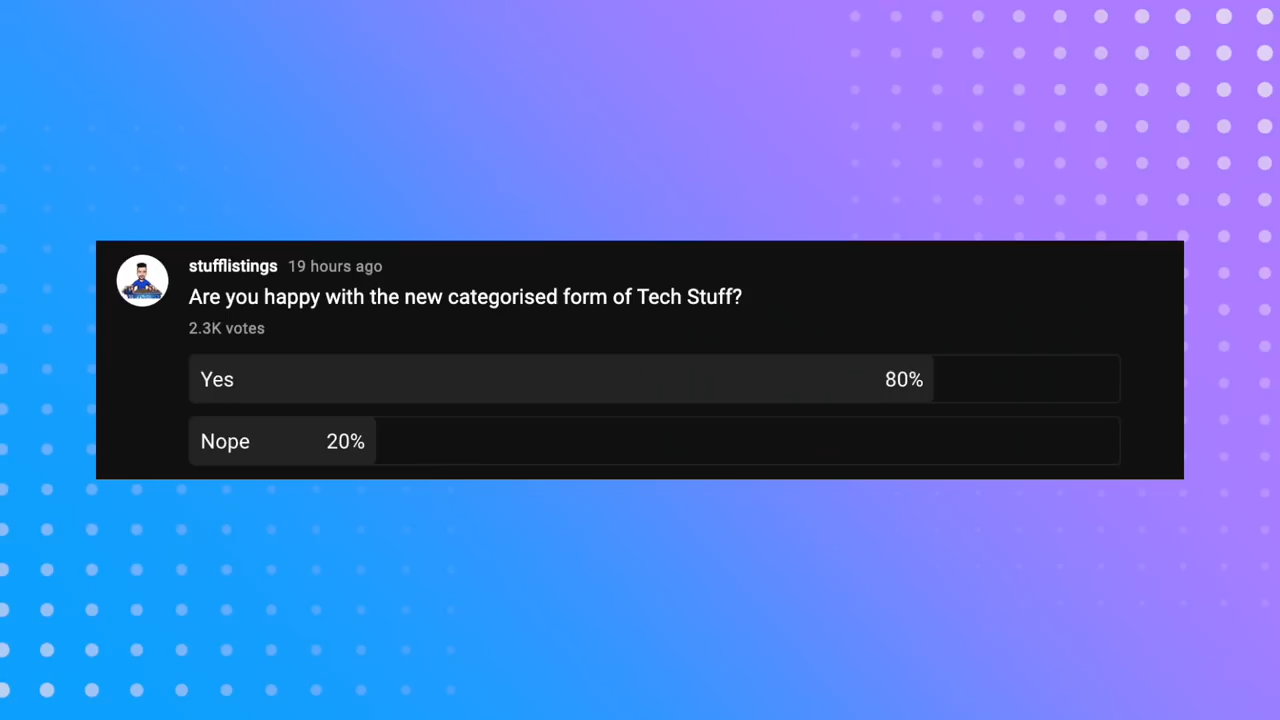 stufflistings 19 hours ago
Are you happy with the new categorised form of Tech Stuff?
2.3K votes
Yes 80%
Nope 20%